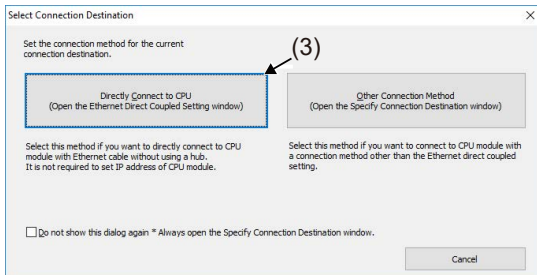 Select Connection Destination
Set the connection method for the current
connection destination.
(3)
Directly Connect to CPU
(Open the Ethernet Direct Coupled Setting window)
Other Connection Method
(Open the Specify Connection Destination window)
Select this method if you want to directly connect to CPU
module with Ethernet cable without using a hub.
It is not required to set IP address of CPU module.
Select this method if you want to connect to CPU module with
a connection method other than the Ethernet direct coupled
setting.
Do not show this dialog again * Always open the Specify Connection Destination window.
Cancel